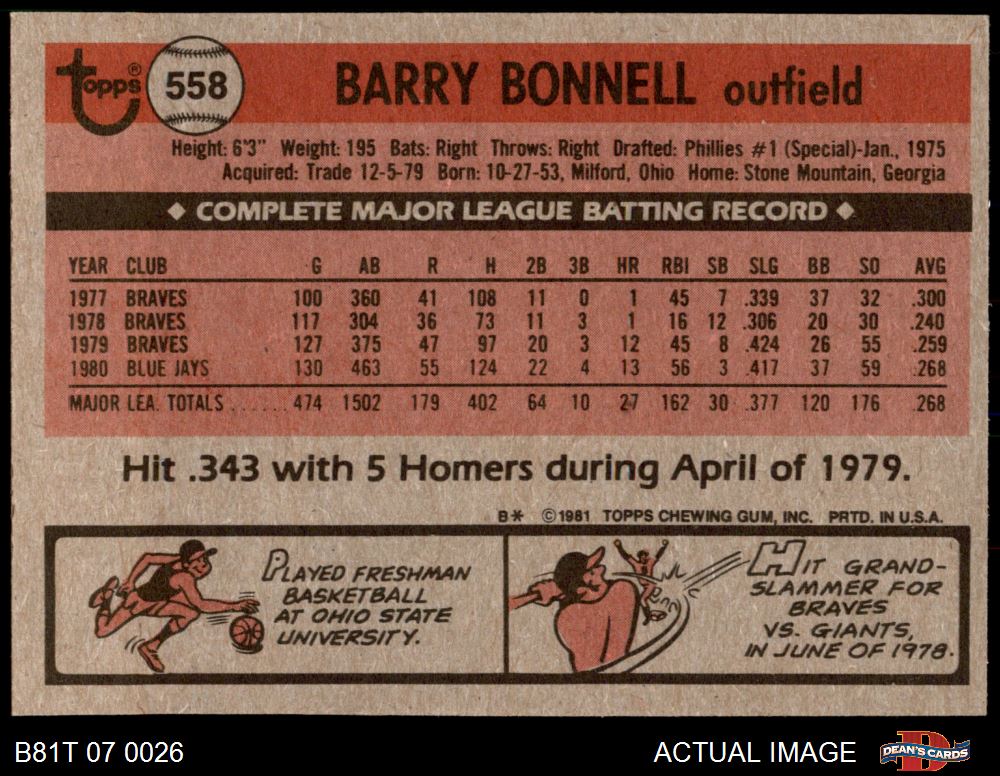 topps® 558 BARRY BONNELL outfield
Height: 6'3" Weight: 195 Bats: Right Throws: Right Drafted: Phillies #1 (Special)-Jan., 1975
Acquired: Trade 12-5-79 Born: 10-27-53, Milford, Ohio Home: Stone Mountain, Georgia
◆ COMPLETE MAJOR LEAGUE BATTING RECORD ◆
YEAR CLUB G AB R H 2B 3B HR RBI SB SLG BB SO AVG
1977 BRAVES 100 360 41 108 11 0 1 45 7 .339 37 32 .300
1978 BRAVES 117 304 36 73 11 3 1 16 12 .306 20 30 .240
1979 BRAVES 127 375 47 97 20 3 12 45 8 .424 26 55 .259
1980 BLUE JAYS 130 463 55 124 22 4 13 56 3 .417 37 59 .268
MAJOR LEA. TOTALS ...... 474 1502 179 402 64 10 27 162 30 .377 120 176 .268
Hit .343 with 5 Homers during April of 1979.
B* © 1981 TOPPS CHEWING GUM, INC. PRTD. IN U.S.A.
PLAYED FRESHMAN
BASKETBALL
AT OHIO STATE
UNIVERSITY.
HIT GRAND-
SLAMMER FOR
BRAVES
VS. GIANTS,
IN JUNE OF 1978.
B81T 07 0026 ACTUAL IMAGE DEAN'S CARDS